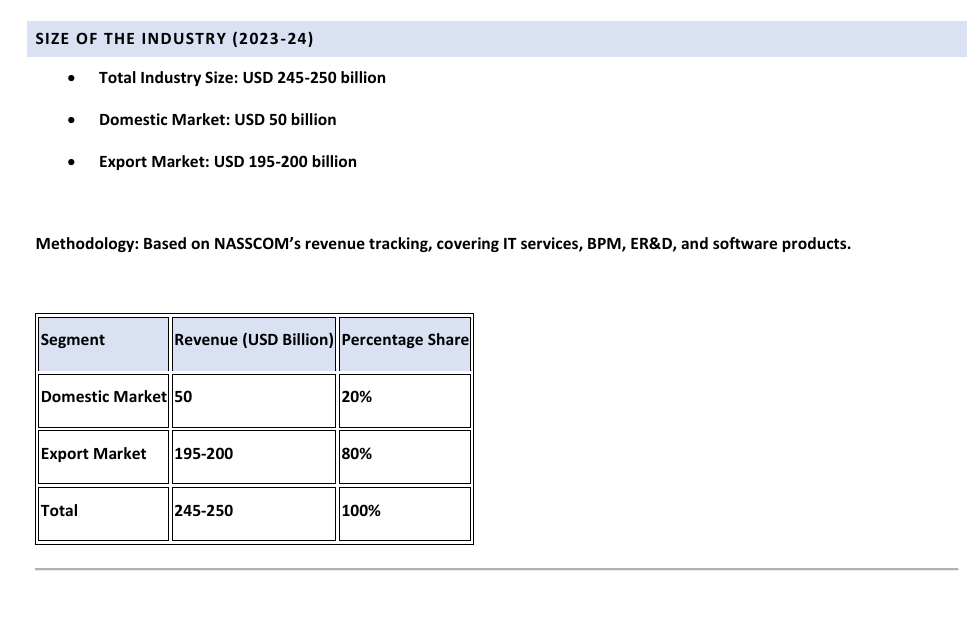 SIZE OF THE INDUSTRY (2023-24)
• Total Industry Size: USD 245-250 billion
• Domestic Market: USD 50 billion
• Export Market: USD 195-200 billion
Methodology: Based on NASSCOM’s revenue tracking, covering IT services, BPM, ER&D, and software products.
Segment Revenue (USD Billion) Percentage Share
Domestic Market 50 20%
Export Market 195-200 80%
Total 245-250 100%